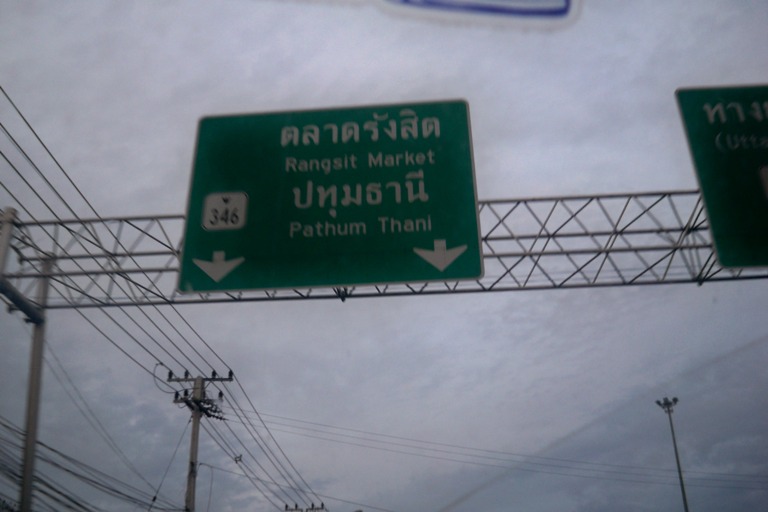 ตลาดรังสิต
Rangsit Market
ปทุมธานี
346
Pathum Thani